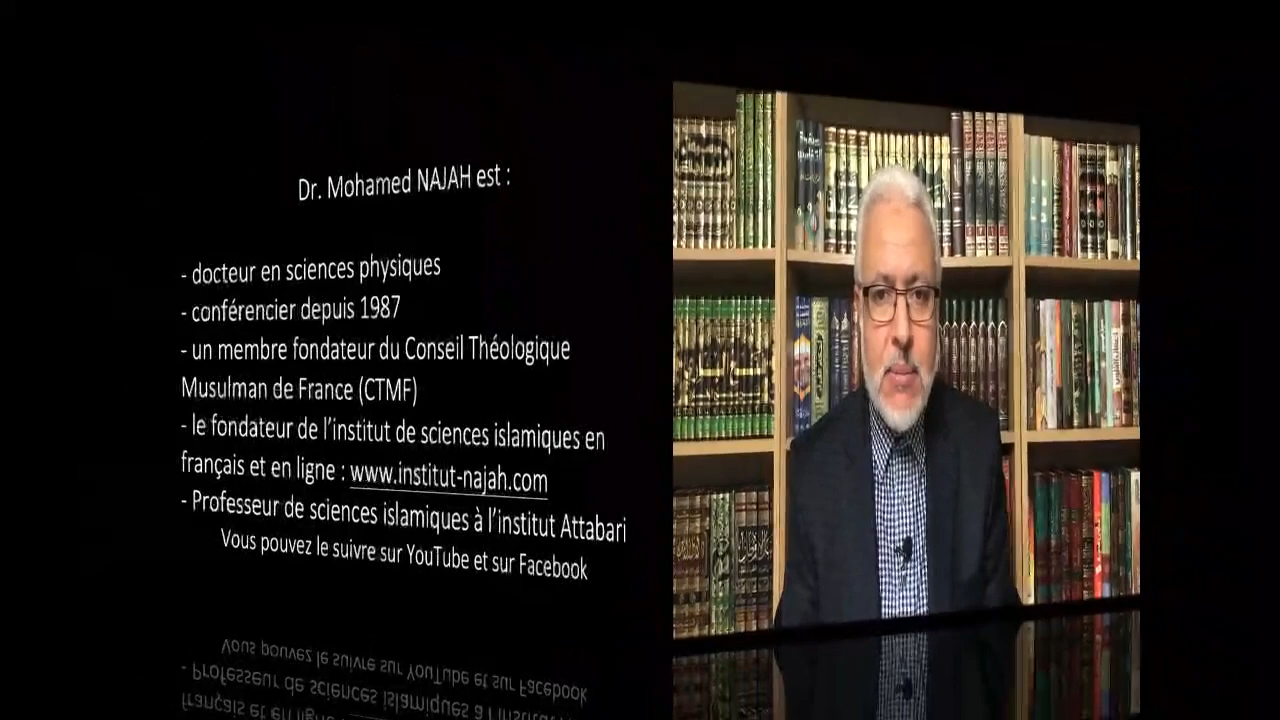 Dr. Mohamed NAJAH est :
- docteur en sciences physiques
- conférencier depuis 1987
- un membre fondateur du Conseil Théologique
Musulman de France (CTMF)
- le fondateur de l’institut de sciences islamiques en
français et en ligne : www.institut-najah.com
- Professeur de sciences islamiques à l’institut Attabari
Vous pouvez le suivre sur YouTube et sur Facebook